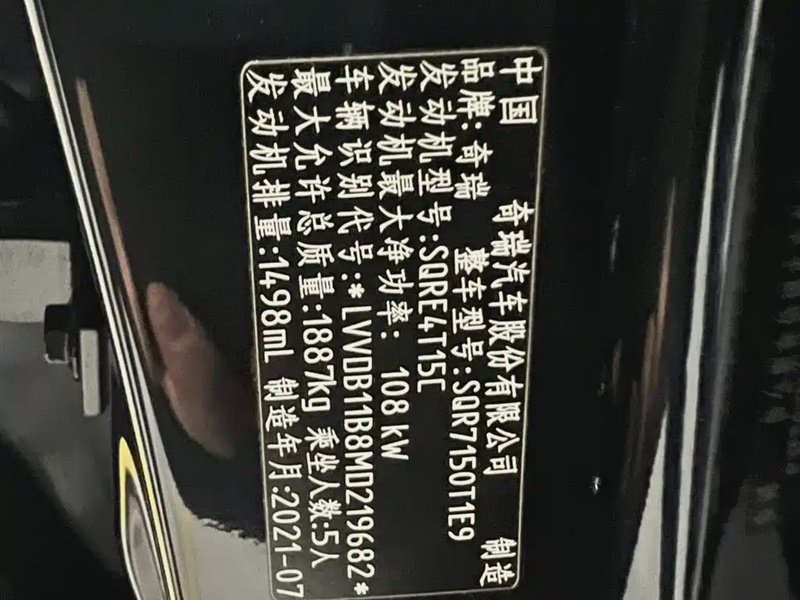 中国 奇瑞汽车股份有限公司 制造
品牌:奇瑞 整车型号:SQR7150T1E9
发动机型号:SQRE4T15C
发动机最大净功率: 108 kW
车辆识别代号:*LVVDB11B8MD219682*
最大允许总质量:1887kg 乘坐人数:5人
发动机排量:1498ml 制造年月:2021-07